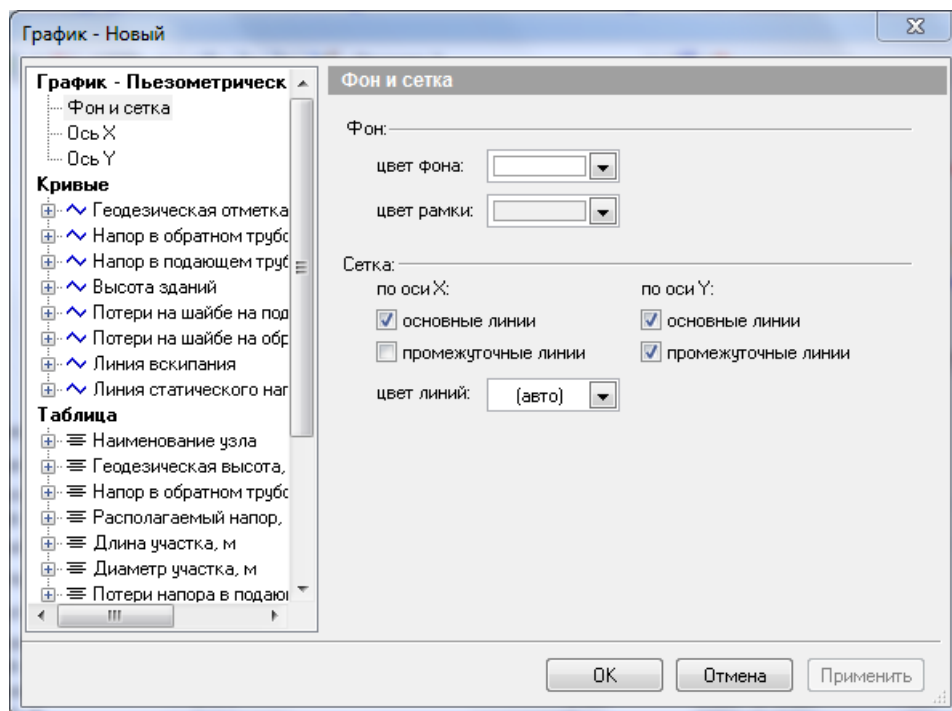 График - Новый
График - Пьезометрическ
Фон и сетка
Ось X
Ось Y
Кривые
Геодезическая отметка
Напор в обратном трубо
Напор в подающем труб
Высота зданий
Потери на шайбе на под
Потери на шайбе на обр
Линия вскипания
Линия статического нап
Таблица
Наименование узла
Геодезическая высота,
Напор в обратном трубо
Располагаемый напор,
Длина участка, м
Диаметр участка, м
Потери напора в подаю
Фон и сетка
Фон:
цвет фона:
цвет рамки:
Сетка:
по оси X: по оси Y:
основные линии основные линии
промежуточные линии промежуточные линии
цвет линий: (авто)
OK Отмена Применить